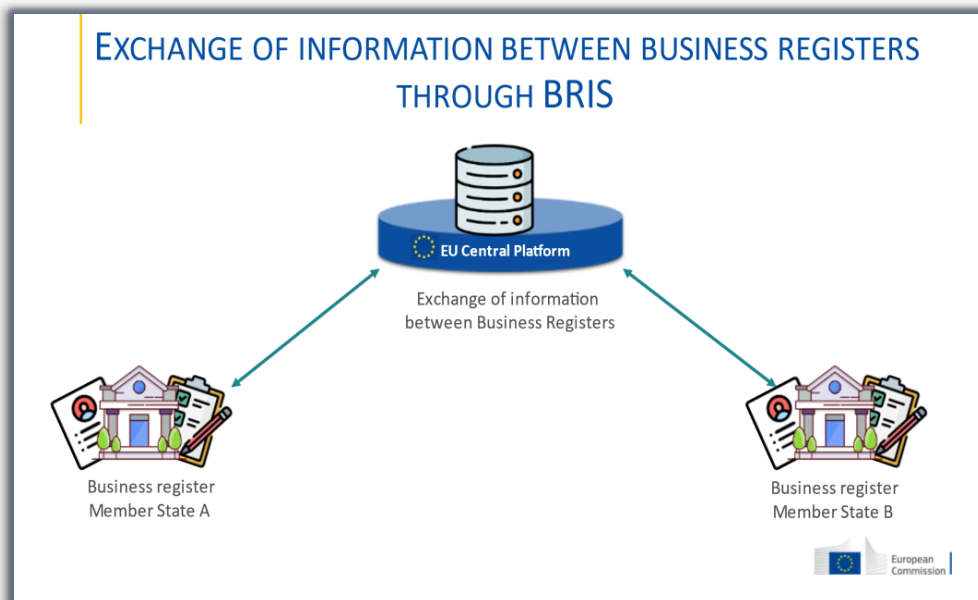 EXCHANGE OF INFORMATION BETWEEN BUSINESS REGISTERS
THROUGH BRIS
EU Central Platform
Exchange of information
between Business Registers
Business register
Member State A
Business register
Member State B
European
Commission